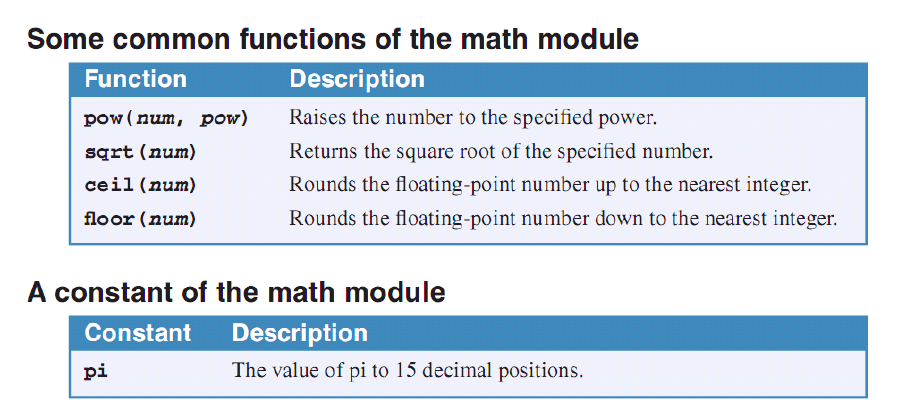 Some common functions of the math module
Function Description
pow(num, pow) Raises the number to the specified power.
sqrt(num) Returns the square root of the specified number.
ceil(num) Rounds the floating-point number up to the nearest integer.
floor(num) Rounds the floating-point number down to the nearest integer.
A constant of the math module
Constant Description
pi The value of pi to 15 decimal positions.